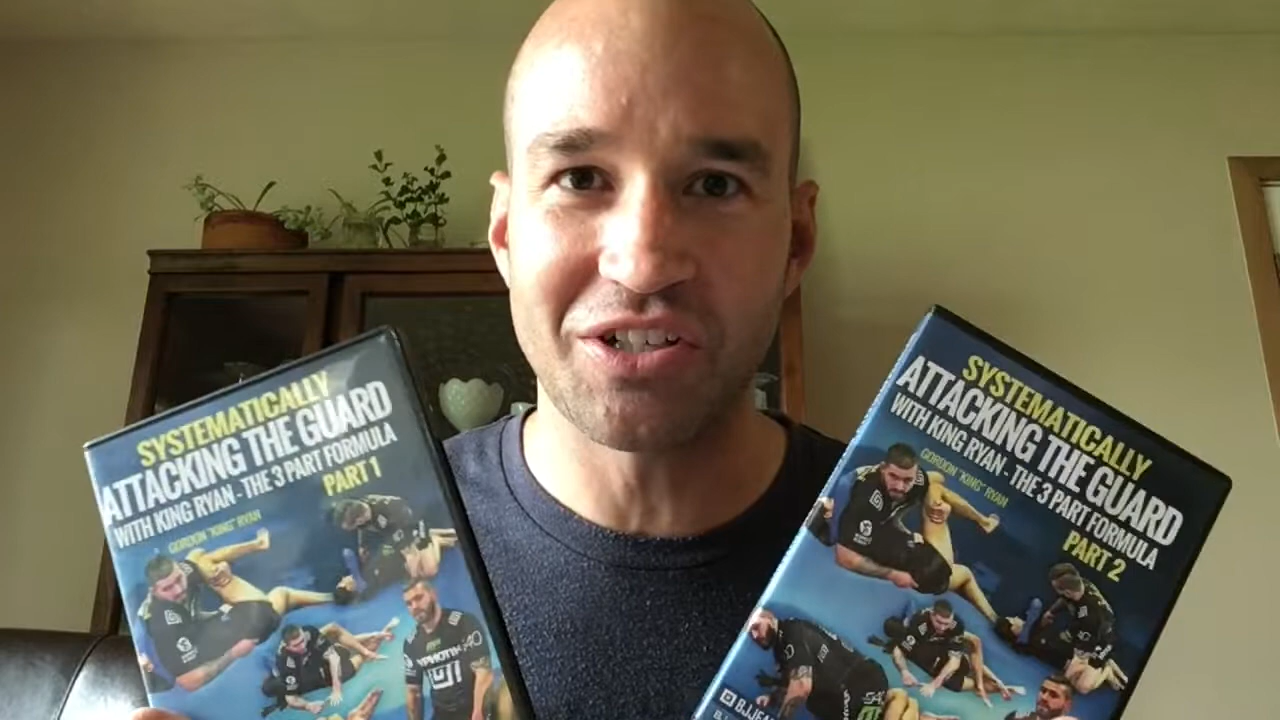 SYSTEMATICALLY
ATTACKING THE GUARD
WITH KING RYAN - THE 3 PART FORMULA
PART 1
GORDON "KING" RYAN
SYSTEMATICALLY
ATTACKING THE GUARD
WITH KING RYAN - THE 3 PART FORMULA
GORDON "KING" RYAN
PART 2